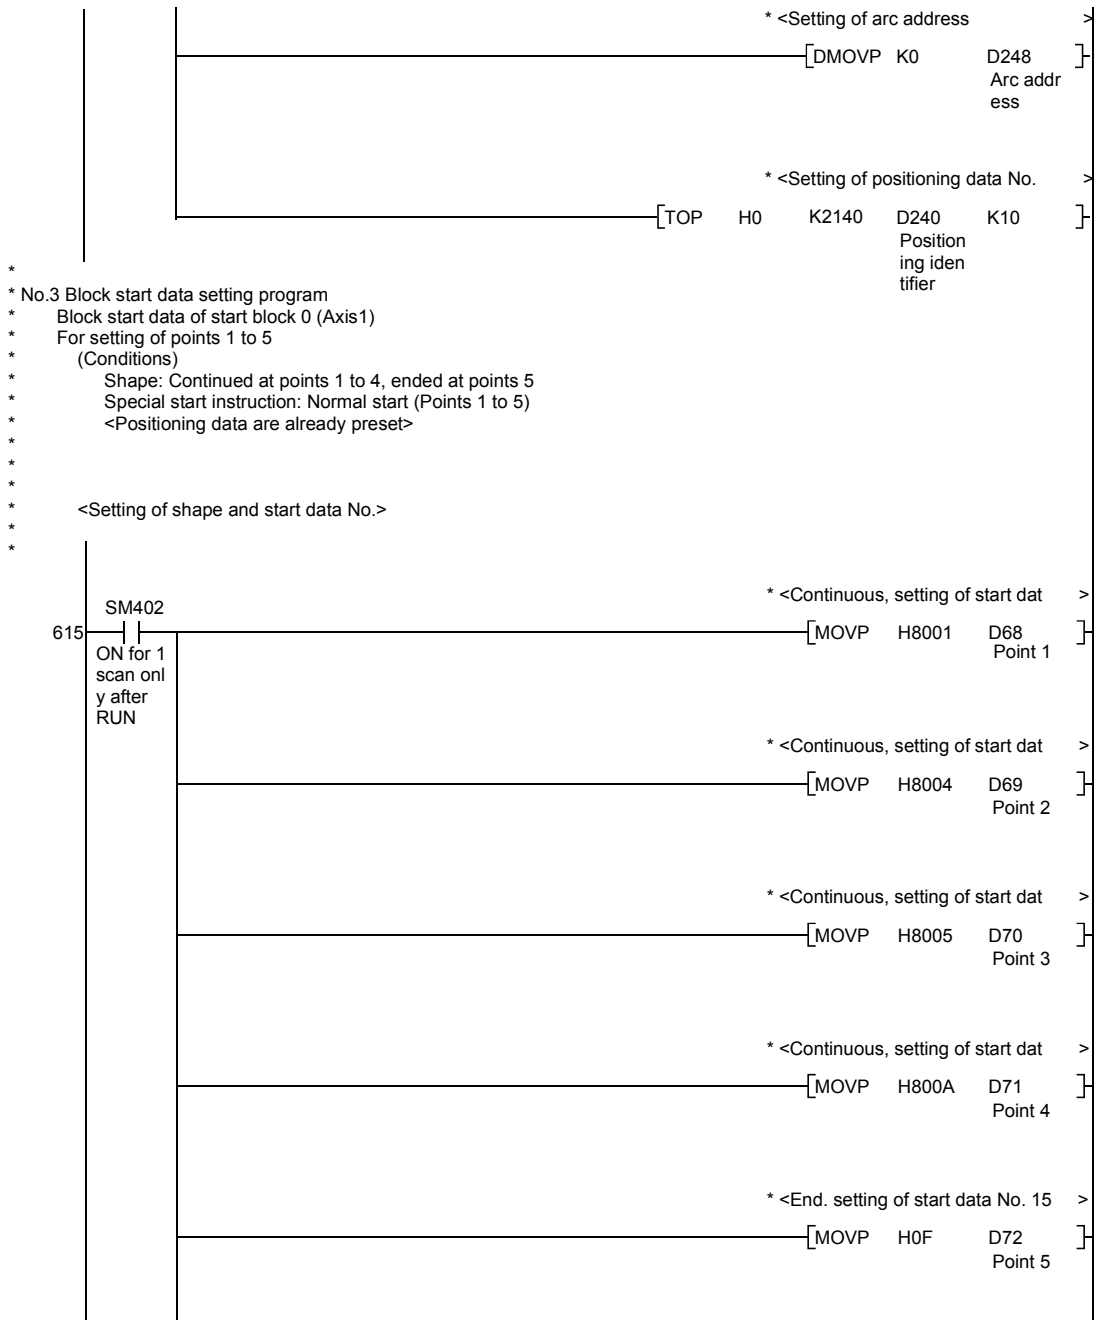 * <Setting of arc address >
[DMOVP K0 D248 ]
Arc addr
ess
* <Setting of positioning data No. >
[TOP H0 K2140 D240 K10 ]
Position
ing iden
tifier
*
* No.3 Block start data setting program
* Block start data of start block 0 (Axis1)
* For setting of points 1 to 5
* (Conditions)
* Shape: Continued at points 1 to 4, ended at points 5
* Special start instruction: Normal start (Points 1 to 5)
* <Positioning data are already preset>
*
*
*
* <Setting of shape and start data No.>
*
*
* <Continuous, setting of start dat >
SM402
615 [MOVP H8001 D68 ]
Point 1
ON for 1
scan onl
y after
RUN
* <Continuous, setting of start dat >
[MOVP H8004 D69 ]
Point 2
* <Continuous, setting of start dat >
[MOVP H8005 D70 ]
Point 3
* <Continuous, setting of start dat >
[MOVP H800A D71 ]
Point 4
* <End. setting of start data No. 15 >
[MOVP H0F D72 ]
Point 5